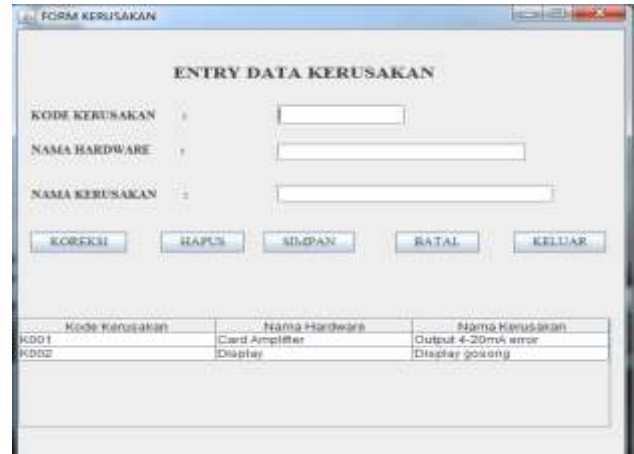 FORM KERUSAKAN
ENTRY DATA KERUSAKAN
KODE KERUSAKAN :
NAMA HARDWARE :
NAMA KERUSAKAN :
KOREKSI HAPUS SIMPAN BATAL KELUAR
Kode Kerusakan Nama Hardware Nama Kerusakan
K001 Card Amplifier Output 4-20mA error
K002 Display Display gosong